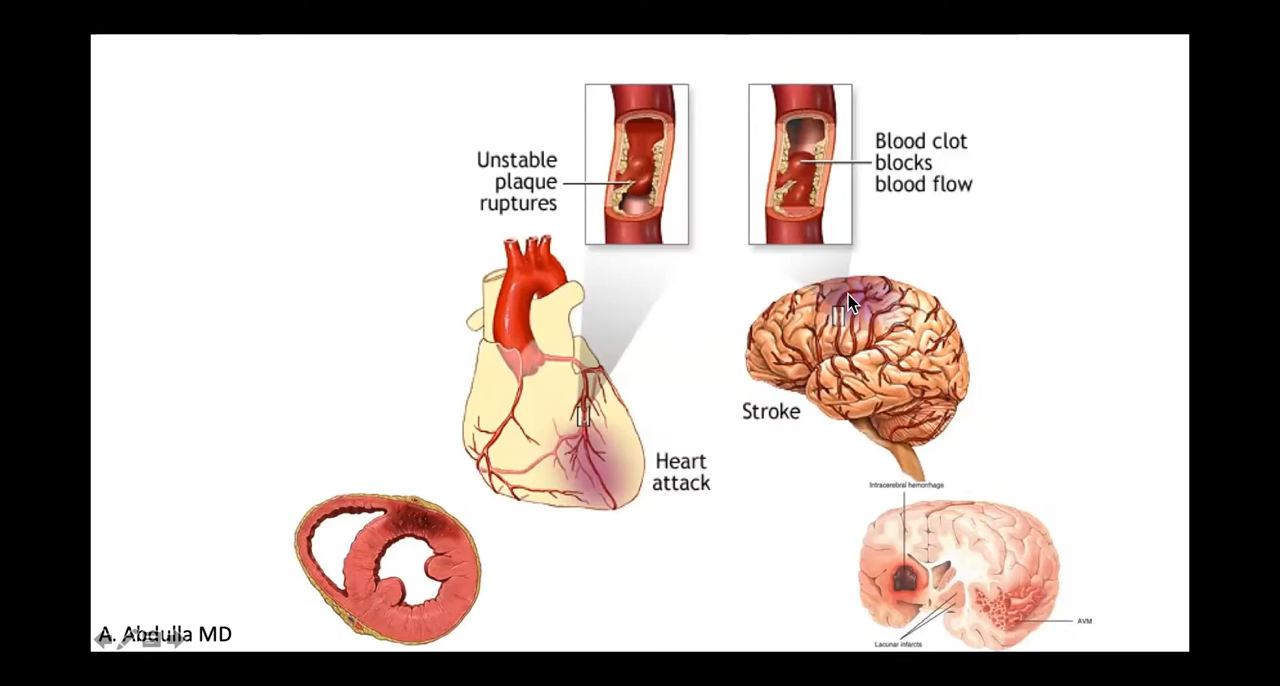 Unstable
plaque
ruptures
Blood clot
blocks
blood flow
Stroke
Heart
attack
Intracerebral hemorrhage
AVM
Lacunar infarcts
A. Abdulla MD